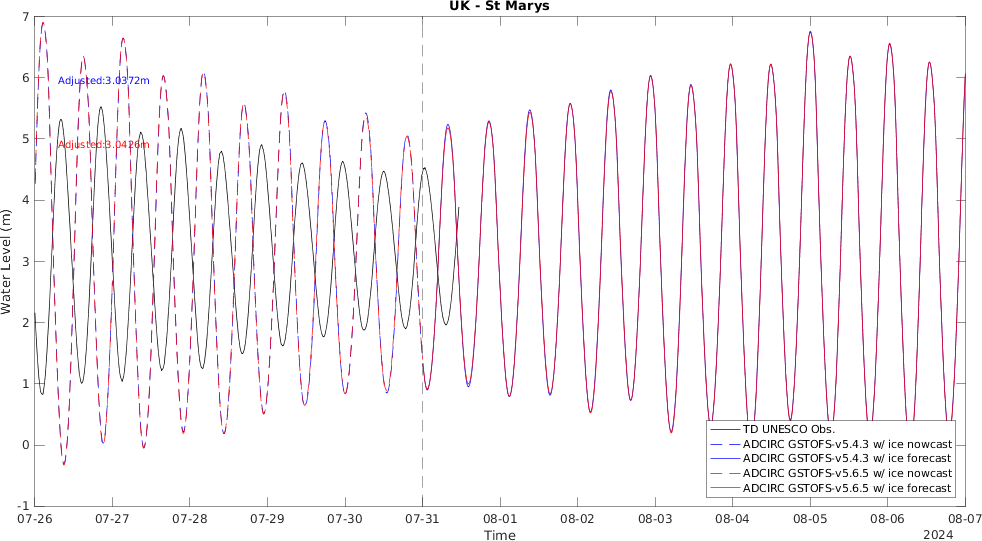 UK - St Marys
7
6
5
4
3
2
1
0
-1
Water Level (m)
Adjusted:3.0372m
Adjusted:3.0426m
TD UNESCO Obs.
ADCIRC GSTOFS-v5.4.3 w/ ice nowcast
ADCIRC GSTOFS-v5.4.3 w/ ice forecast
ADCIRC GSTOFS-v5.6.5 w/ ice nowcast
ADCIRC GSTOFS-v5.6.5 w/ ice forecast
07-26 07-27 07-28 07-29 07-30 07-31 08-01 08-02 08-03 08-04 08-05 08-06 08-07
Time
2024